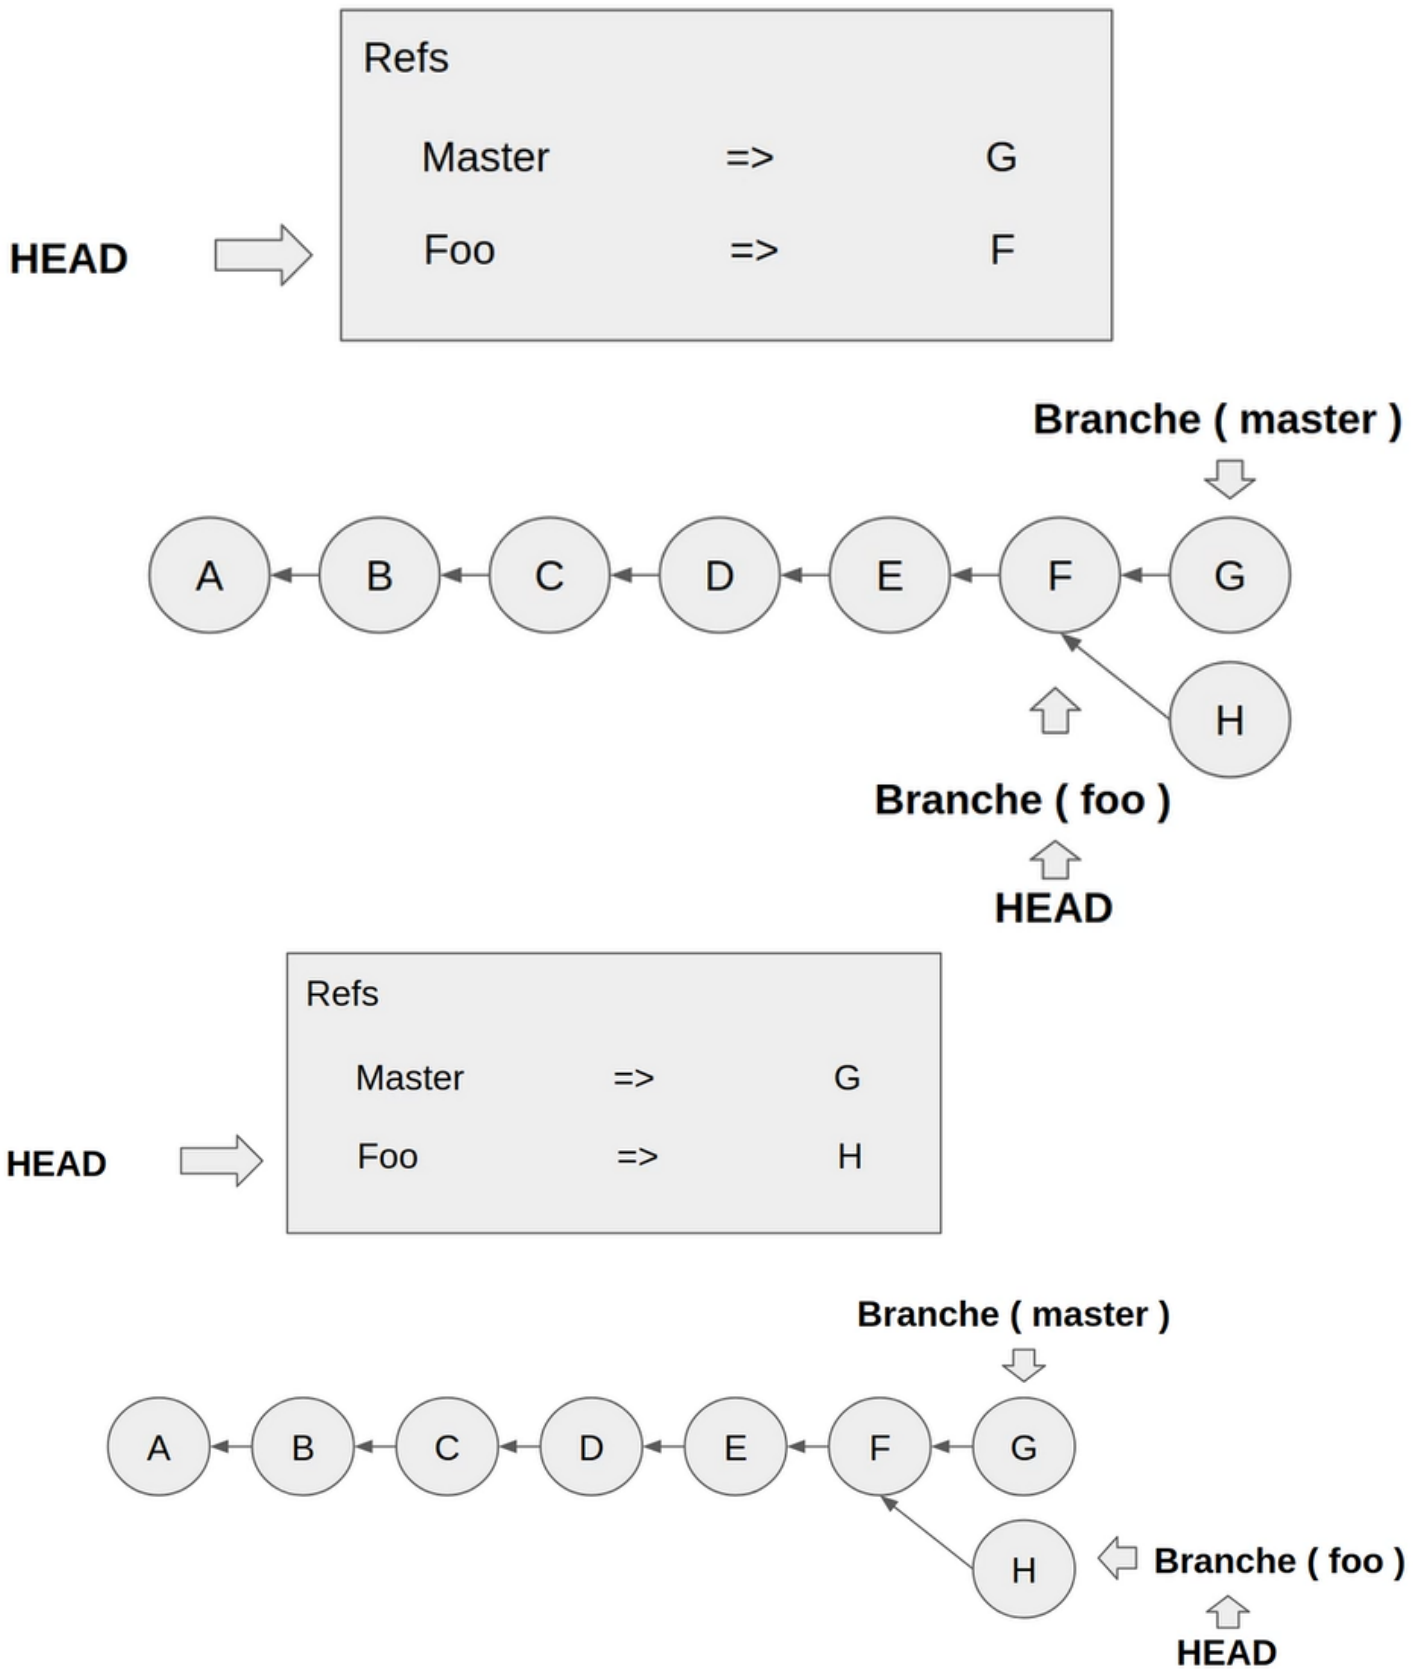 Refs
Master => G
HEAD
Foo => F
Branche ( master )
A B C D E F G
H
Branche ( foo )
HEAD
Refs
Master => G
HEAD
Foo => H
Branche ( master )
A B C D E F G
H
Branche ( foo )
HEAD